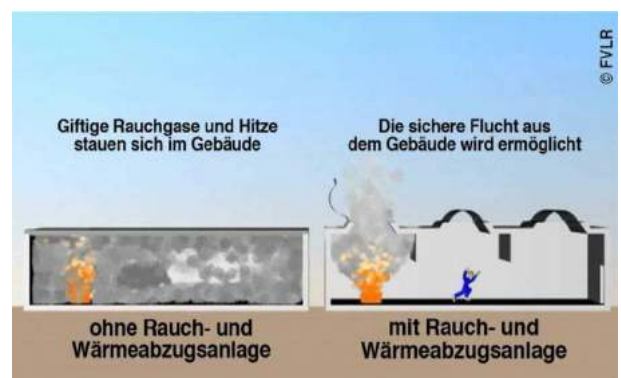 © FVLR
Giftige Rauchgase und Hitze
stauen sich im Gebäude
Die sichere Flucht aus
dem Gebäude wird ermöglicht
ohne Rauch- und
Wärmeabzugsanlage
mit Rauch- und
Wärmeabzugsanlage